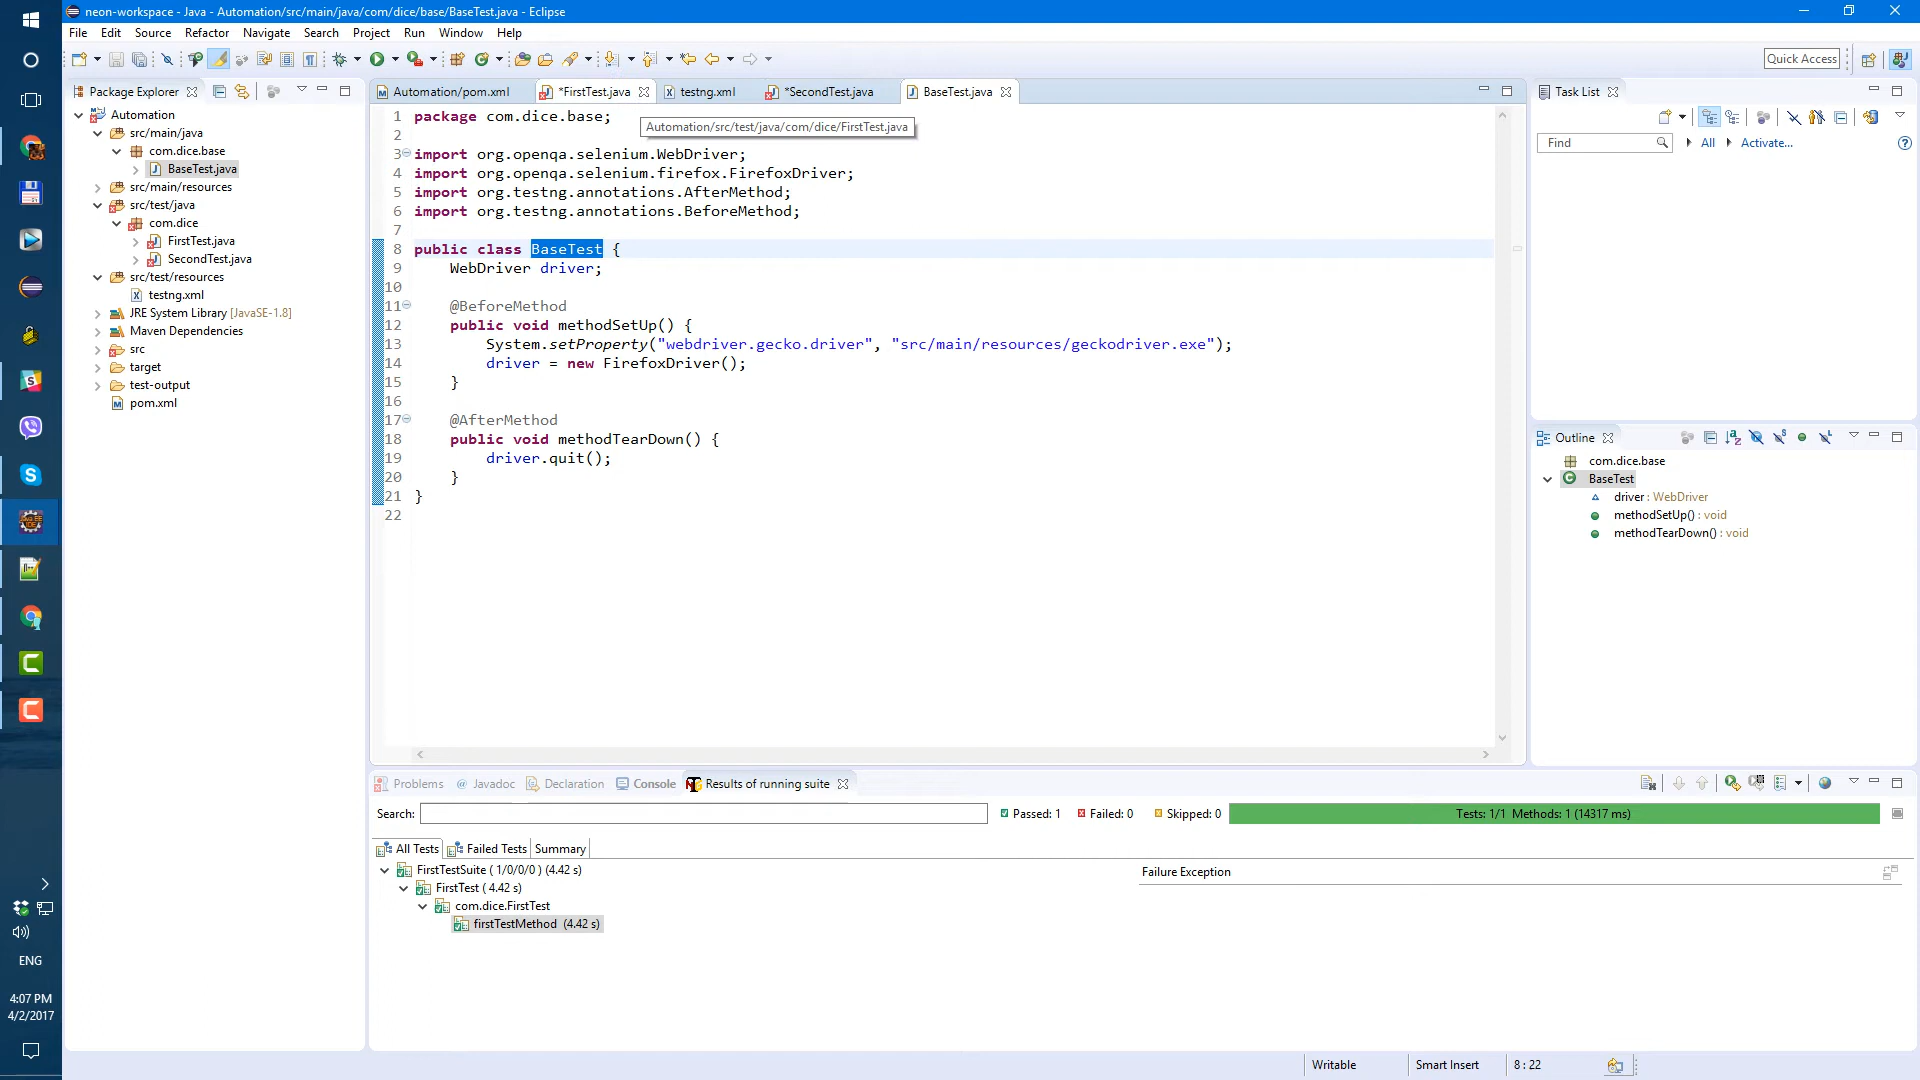 neon-workspace - Java - Automation/src/main/java/com/dice/base/BaseTest.java - Eclipse
File Edit Source Refactor Navigate Search Project Run Window Help
Quick Access
Package Explorer
Automation
src/main/java
com.dice.base
BaseTest.java
src/main/resources
src/test/java
com.dice
FirstTest.java
SecondTest.java
src/test/resources
testng.xml
JRE System Library [JavaSE-1.8]
Maven Dependencies
src
target
test-output
pom.xml
Automation/pom.xml *FirstTest.java testng.xml *SecondTest.java BaseTest.java
Automation/src/test/java/com/dice/FirstTest.java
1 package com.dice.base;
2
3 import org.openqa.selenium.WebDriver;
4 import org.openqa.selenium.firefox.FirefoxDriver;
5 import org.testng.annotations.AfterMethod;
6 import org.testng.annotations.BeforeMethod;
7
8 public class BaseTest {
9 WebDriver driver;
10
11 @BeforeMethod
12 public void methodSetUp() {
13 System.setProperty("webdriver.gecko.driver", "src/main/resources/geckodriver.exe");
14 driver = new FirefoxDriver();
15 }
16
17 @AfterMethod
18 public void methodTearDown() {
19 driver.quit();
20 }
21 }
22
Task List
Find All Activate...
Outline
com.dice.base
BaseTest
driver : WebDriver
methodSetUp() : void
methodTearDown() : void
Problems Javadoc Declaration Console Results of running suite
Search: Passed: 1 Failed: 0 Skipped: 0 Tests: 1/1 Methods: 1 (14317 ms)
All Tests Failed Tests Summary
FirstTestSuite ( 1/0/0/0 ) (4.42 s)
FirstTest ( 4.42 s)
com.dice.FirstTest
firstTestMethod (4.42 s)
Failure Exception
Writable Smart Insert 8 : 22
ENG
4:07 PM
4/2/2017